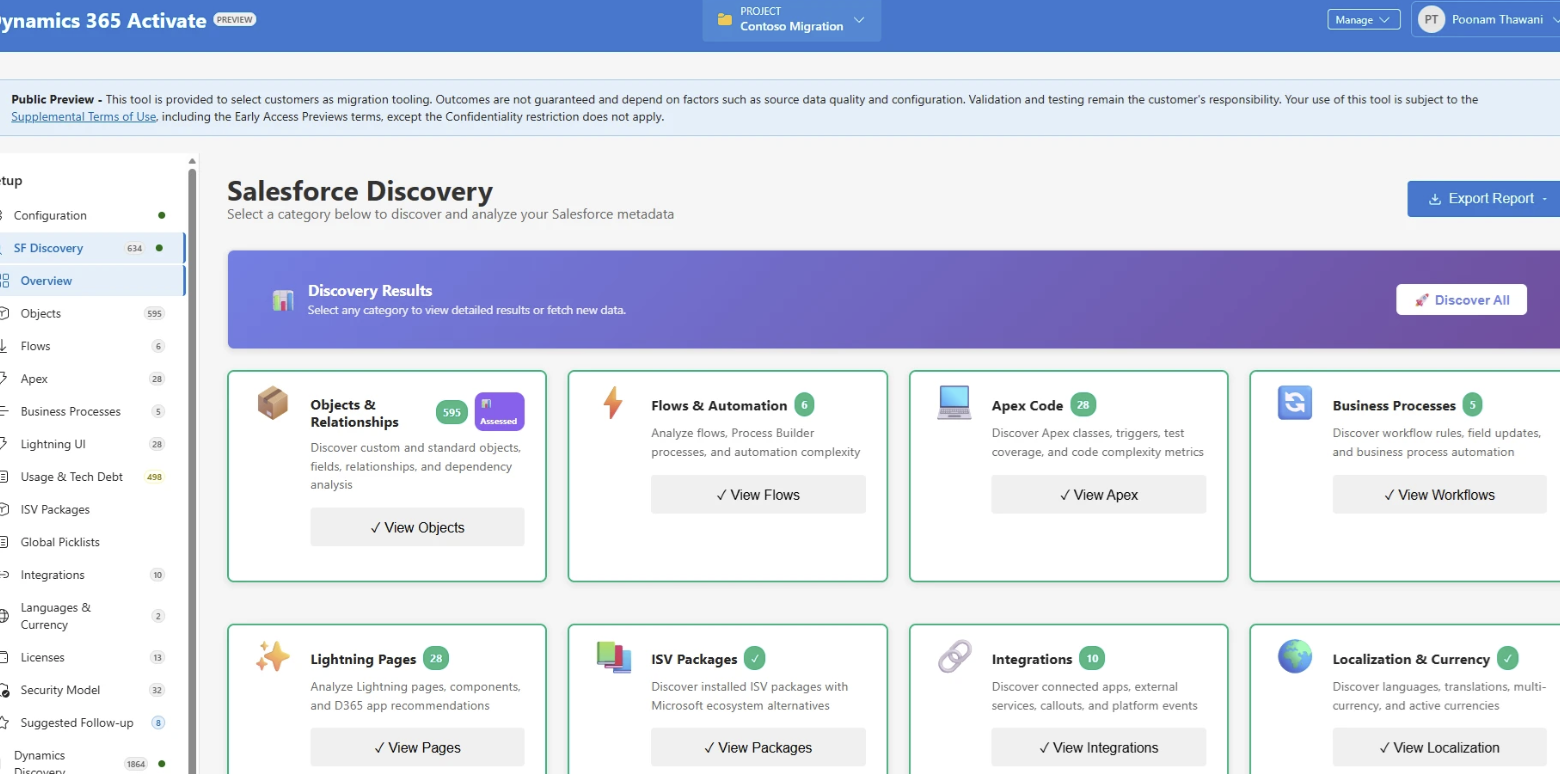 ynamics 365 Activate PREVIEW
PROJECT
Contoso Migration
Manage
PT Poonam Thawani
Public Preview - This tool is provided to select customers as migration tooling. Outcomes are not guaranteed and depend on factors such as source data quality and configuration. Validation and testing remain the customer's responsibility. Your use of this tool is subject to the
Supplemental Terms of Use, including the Early Access Previews terms, except the Confidentiality restriction does not apply.
etup
Configuration
SF Discovery 634
Overview
Objects 595
Flows 6
Apex 28
Business Processes 5
Lightning UI 28
Usage & Tech Debt 498
ISV Packages
Global Picklists
Integrations 10
Languages &
Currency 2
Licenses 13
Security Model 32
Suggested Follow-up 8
Dynamics
Discovery 1864
Salesforce Discovery
Select a category below to discover and analyze your Salesforce metadata
Export Report
Discovery Results
Select any category to view detailed results or fetch new data.
Discover All
Objects &
Relationships
595
Assessed
Discover custom and standard objects,
fields, relationships, and dependency
analysis
✓ View Objects
Flows & Automation 6
Analyze flows, Process Builder
processes, and automation complexity
✓ View Flows
Apex Code 28
Discover Apex classes, triggers, test
coverage, and code complexity metrics
✓ View Apex
Business Processes 5
Discover workflow rules, field updates,
and business process automation
✓ View Workflows
Lightning Pages 28
Analyze Lightning pages, components,
and D365 app recommendations
✓ View Pages
ISV Packages ✓
Discover installed ISV packages with
Microsoft ecosystem alternatives
✓ View Packages
Integrations 10
Discover connected apps, external
services, callouts, and platform events
✓ View Integrations
Localization & Currency ✓
Discover languages, translations, multi-
currency, and active currencies
✓ View Localization